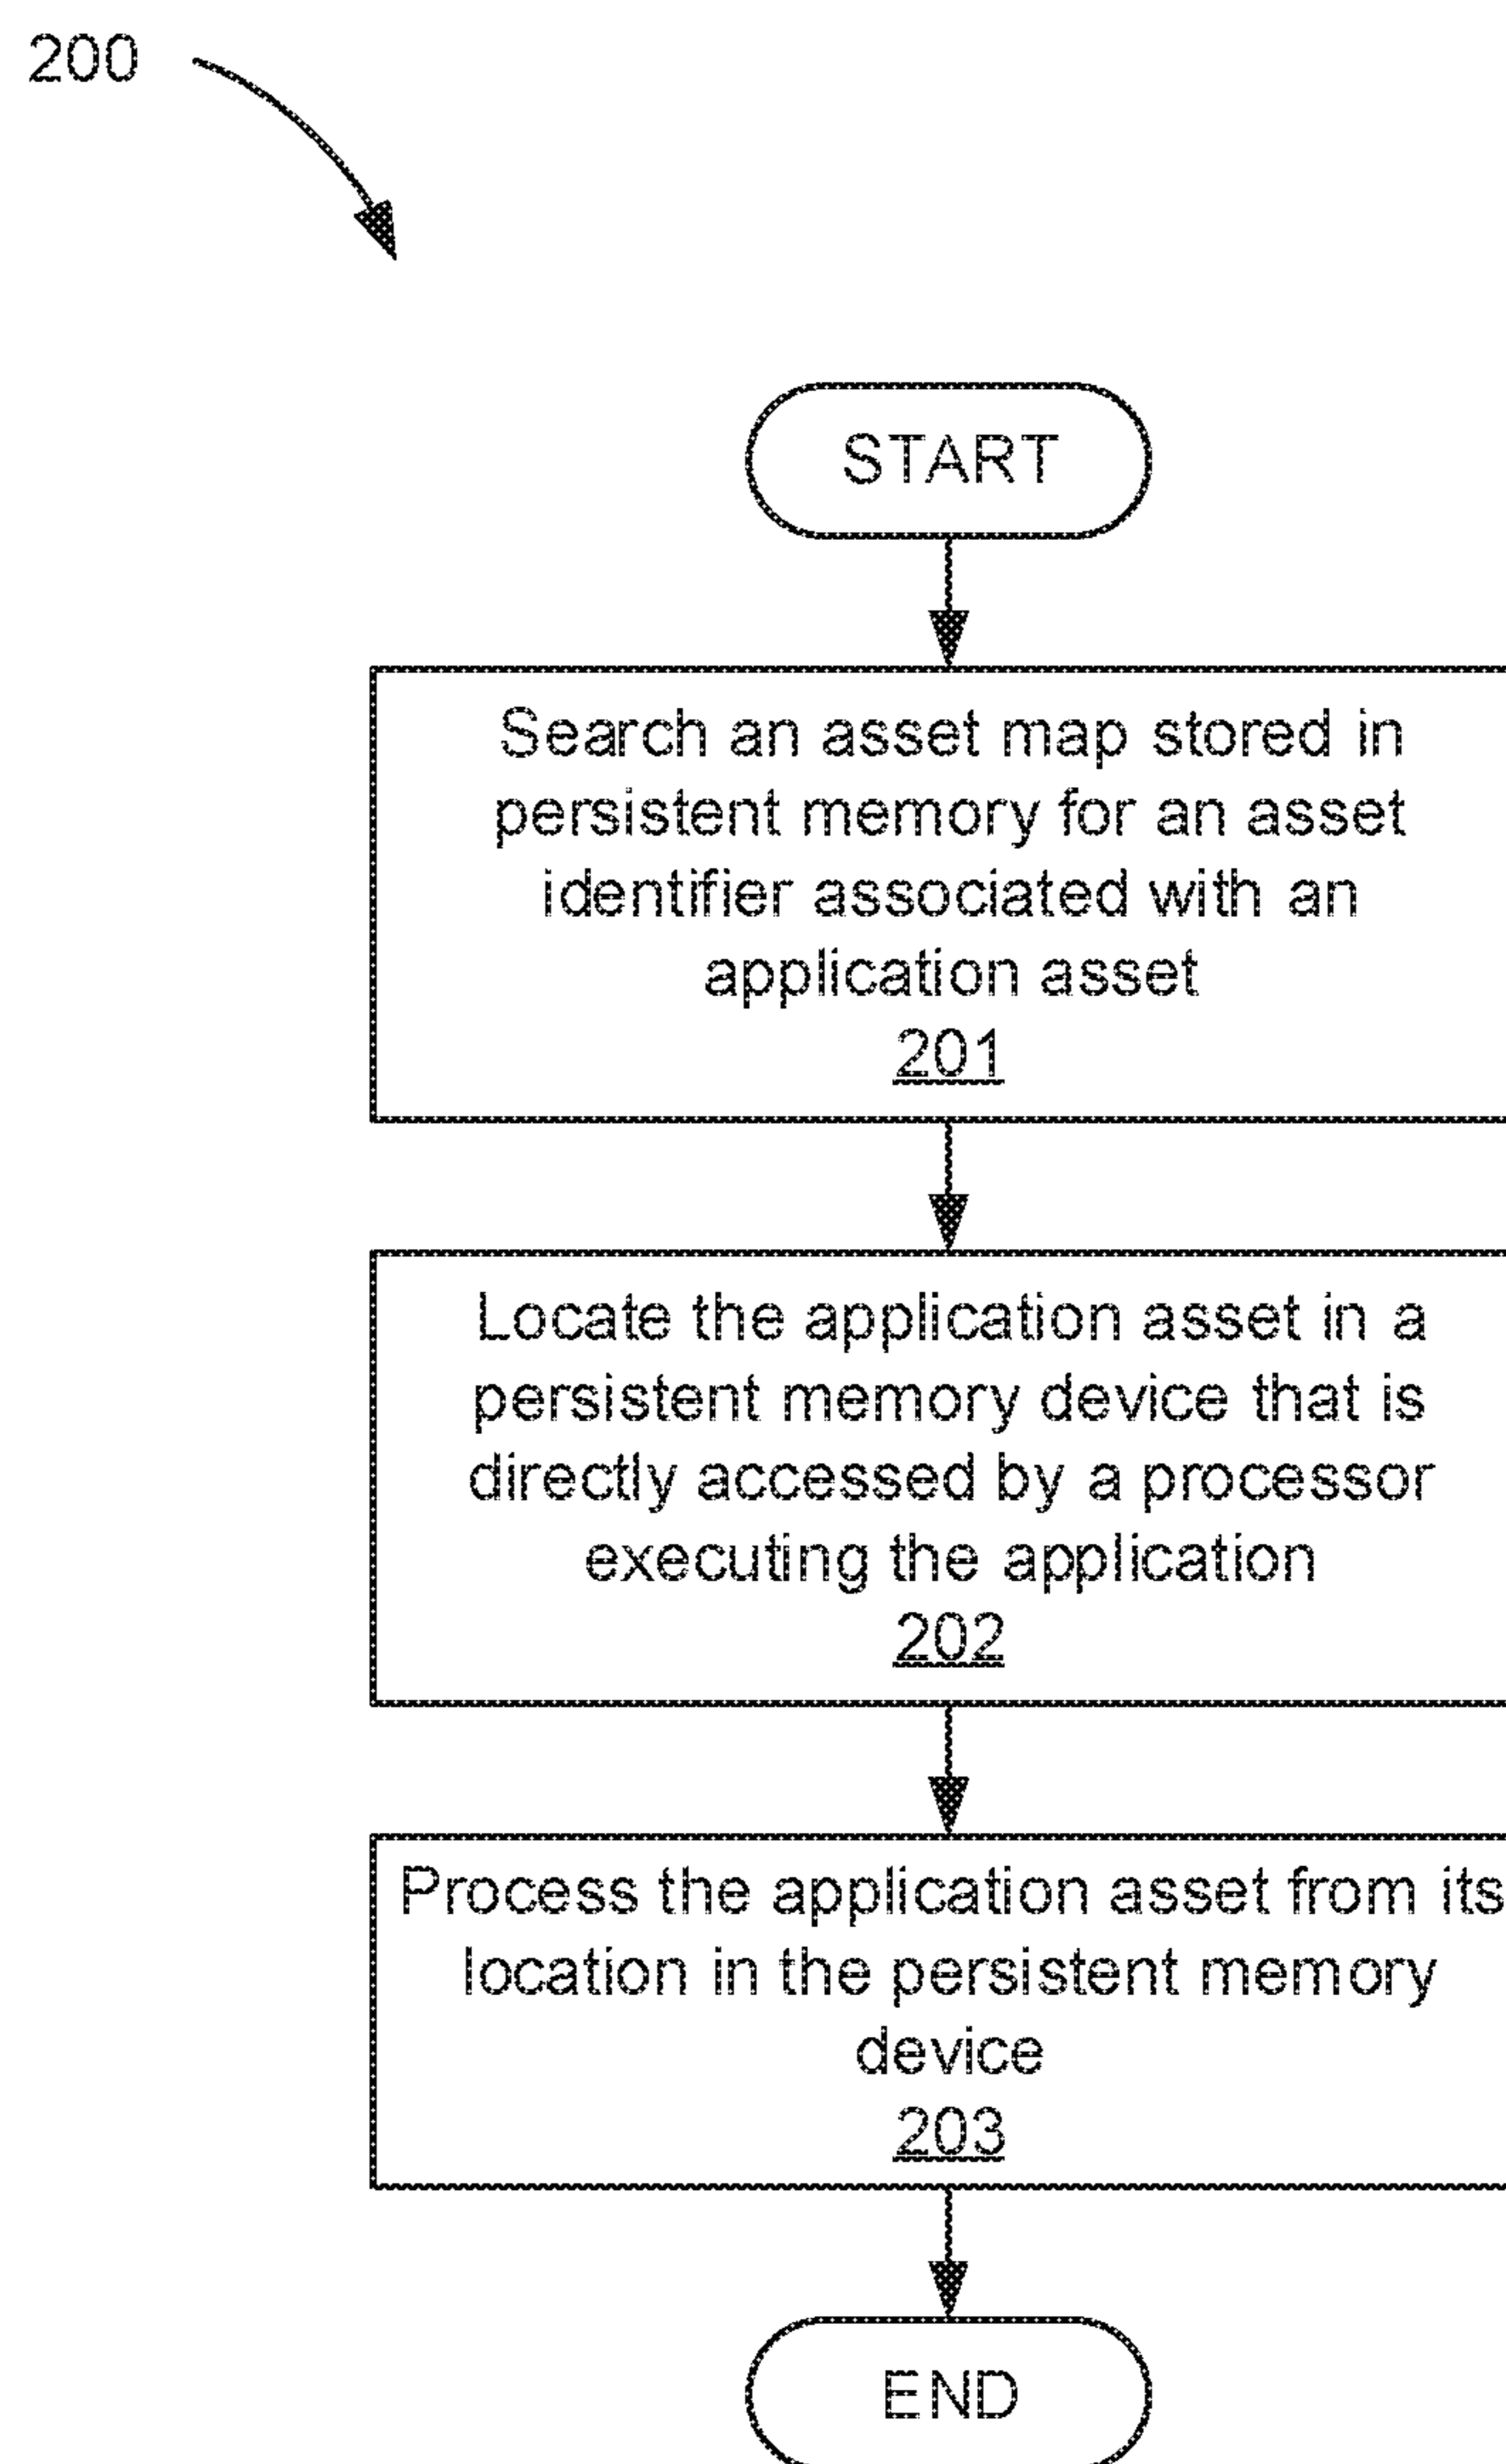 200
START
Search an asset map stored in
persistent memory for an asset
identifier associated with an
application asset
201
Locate the application asset in a
persistent memory device that is
directly accessed by a processor
executing the application
202
Process the application asset from its
location in the persistent memory
device
203
END